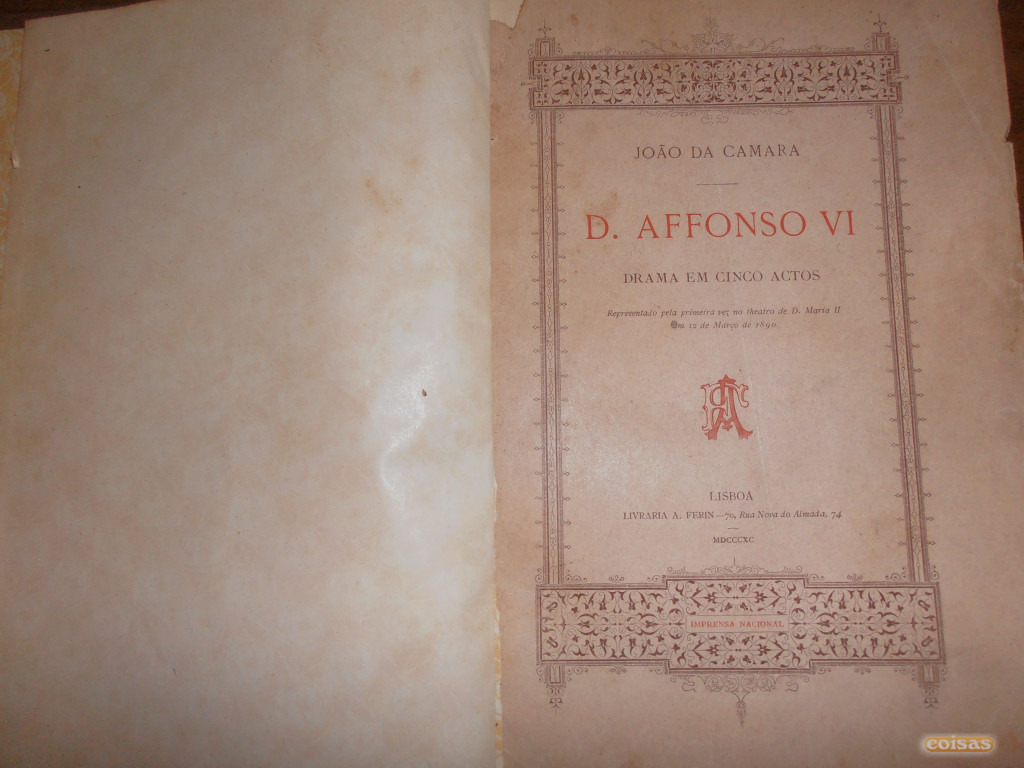 JOÃO DA CAMARA
D. AFFONSO VI
DRAMA EM CINCO ACTOS
Representado pela primeira vez no theatro de D. Maria II
Em 12 de Março de 1890
LISBOA
LIVRARIA A. FERIN—70, Rua Nova do Almada, 74
MDCCCXC
IMPRENSA NACIONAL
coisas